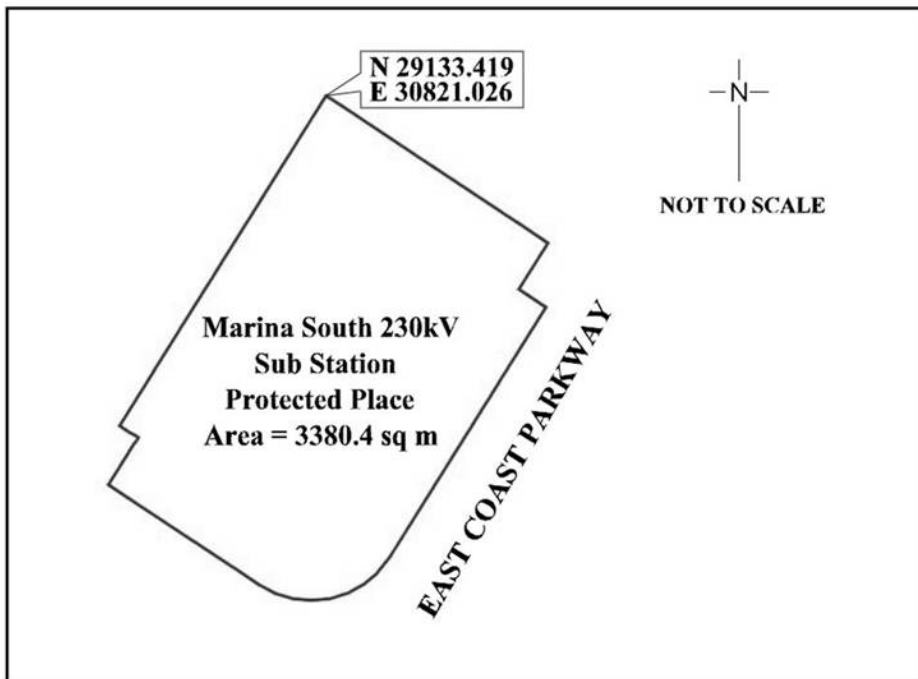 N 29133.419
E 30821.026
N
NOT TO SCALE
Marina South 230kV
Sub Station
Protected Place
Area = 3380.4 sq m
EAST COAST PARKWAY